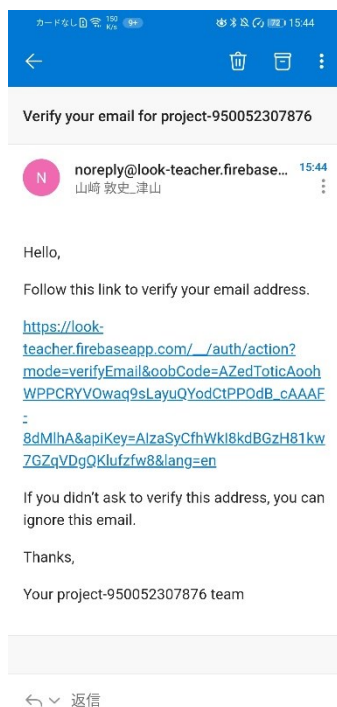 カードなし 150 K/s 9+ 72 15:44
Verify your email for project-950052307876
N
noreply@look-teacher.firebase... 15:44
山﨑 敦史_津山
Hello,
Follow this link to verify your email address.
https://look-
teacher.firebaseapp.com/__/auth/action?
mode=verifyEmail&oobCode=AZedToticAooh
WPPCRYVOwaq9sLayuQYodCtPPOdB_cAAAF
-
8dMlhA&apiKey=AIzaSyCfhWkI8kdBGzH81kw
7GZqVDgQKlufzfw8&lang=en
If you didn't ask to verify this address, you can
ignore this email.
Thanks,
Your project-950052307876 team
返信